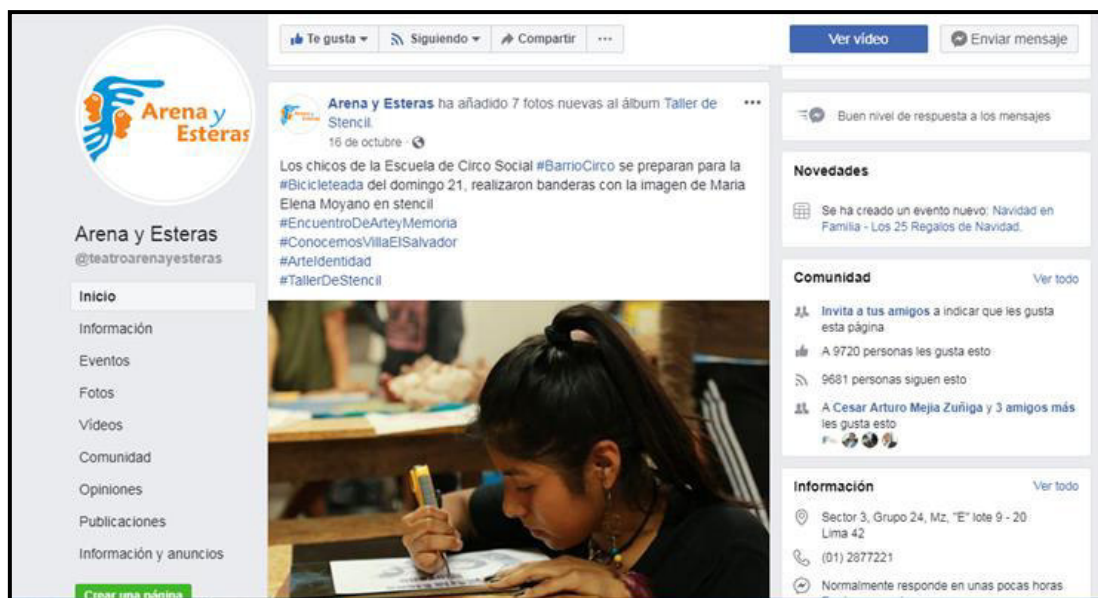 Arena y
Esteras
Arena y Esteras
@teatroarenayesteras
Inicio
Información
Eventos
Fotos
Vídeos
Comunidad
Opiniones
Publicaciones
Información y anuncios
Crear una página
Te gusta
Siguiendo
Compartir
Ver vídeo
Enviar mensaje
Arena y Esteras ha añadido 7 fotos nuevas al álbum Taller de
Stencil.
16 de octubre
Los chicos de la Escuela de Circo Social #BarrioCirco se preparan para la
#Bicicleteada del domingo 21, realizaron banderas con la imagen de Maria
Elena Moyano en stencil
#EncuentroDeArteyMemoria
#ConocemosVillaElSalvador
#ArteIdentidad
#TallerDeStencil
Buen nivel de respuesta a los mensajes
Novedades
Se ha creado un evento nuevo: Navidad en
Familia - Los 25 Regalos de Navidad.
Comunidad Ver todo
Invita a tus amigos a indicar que les gusta
esta página
A 9720 personas les gusta esto
9681 personas siguen esto
A Cesar Arturo Mejia Zuñiga y 3 amigos más
les gusta esto
Información Ver todo
Sector 3, Grupo 24, Mz, "E" lote 9 - 20
Lima 42
(01) 2877221
Normalmente responde en unas pocas horas